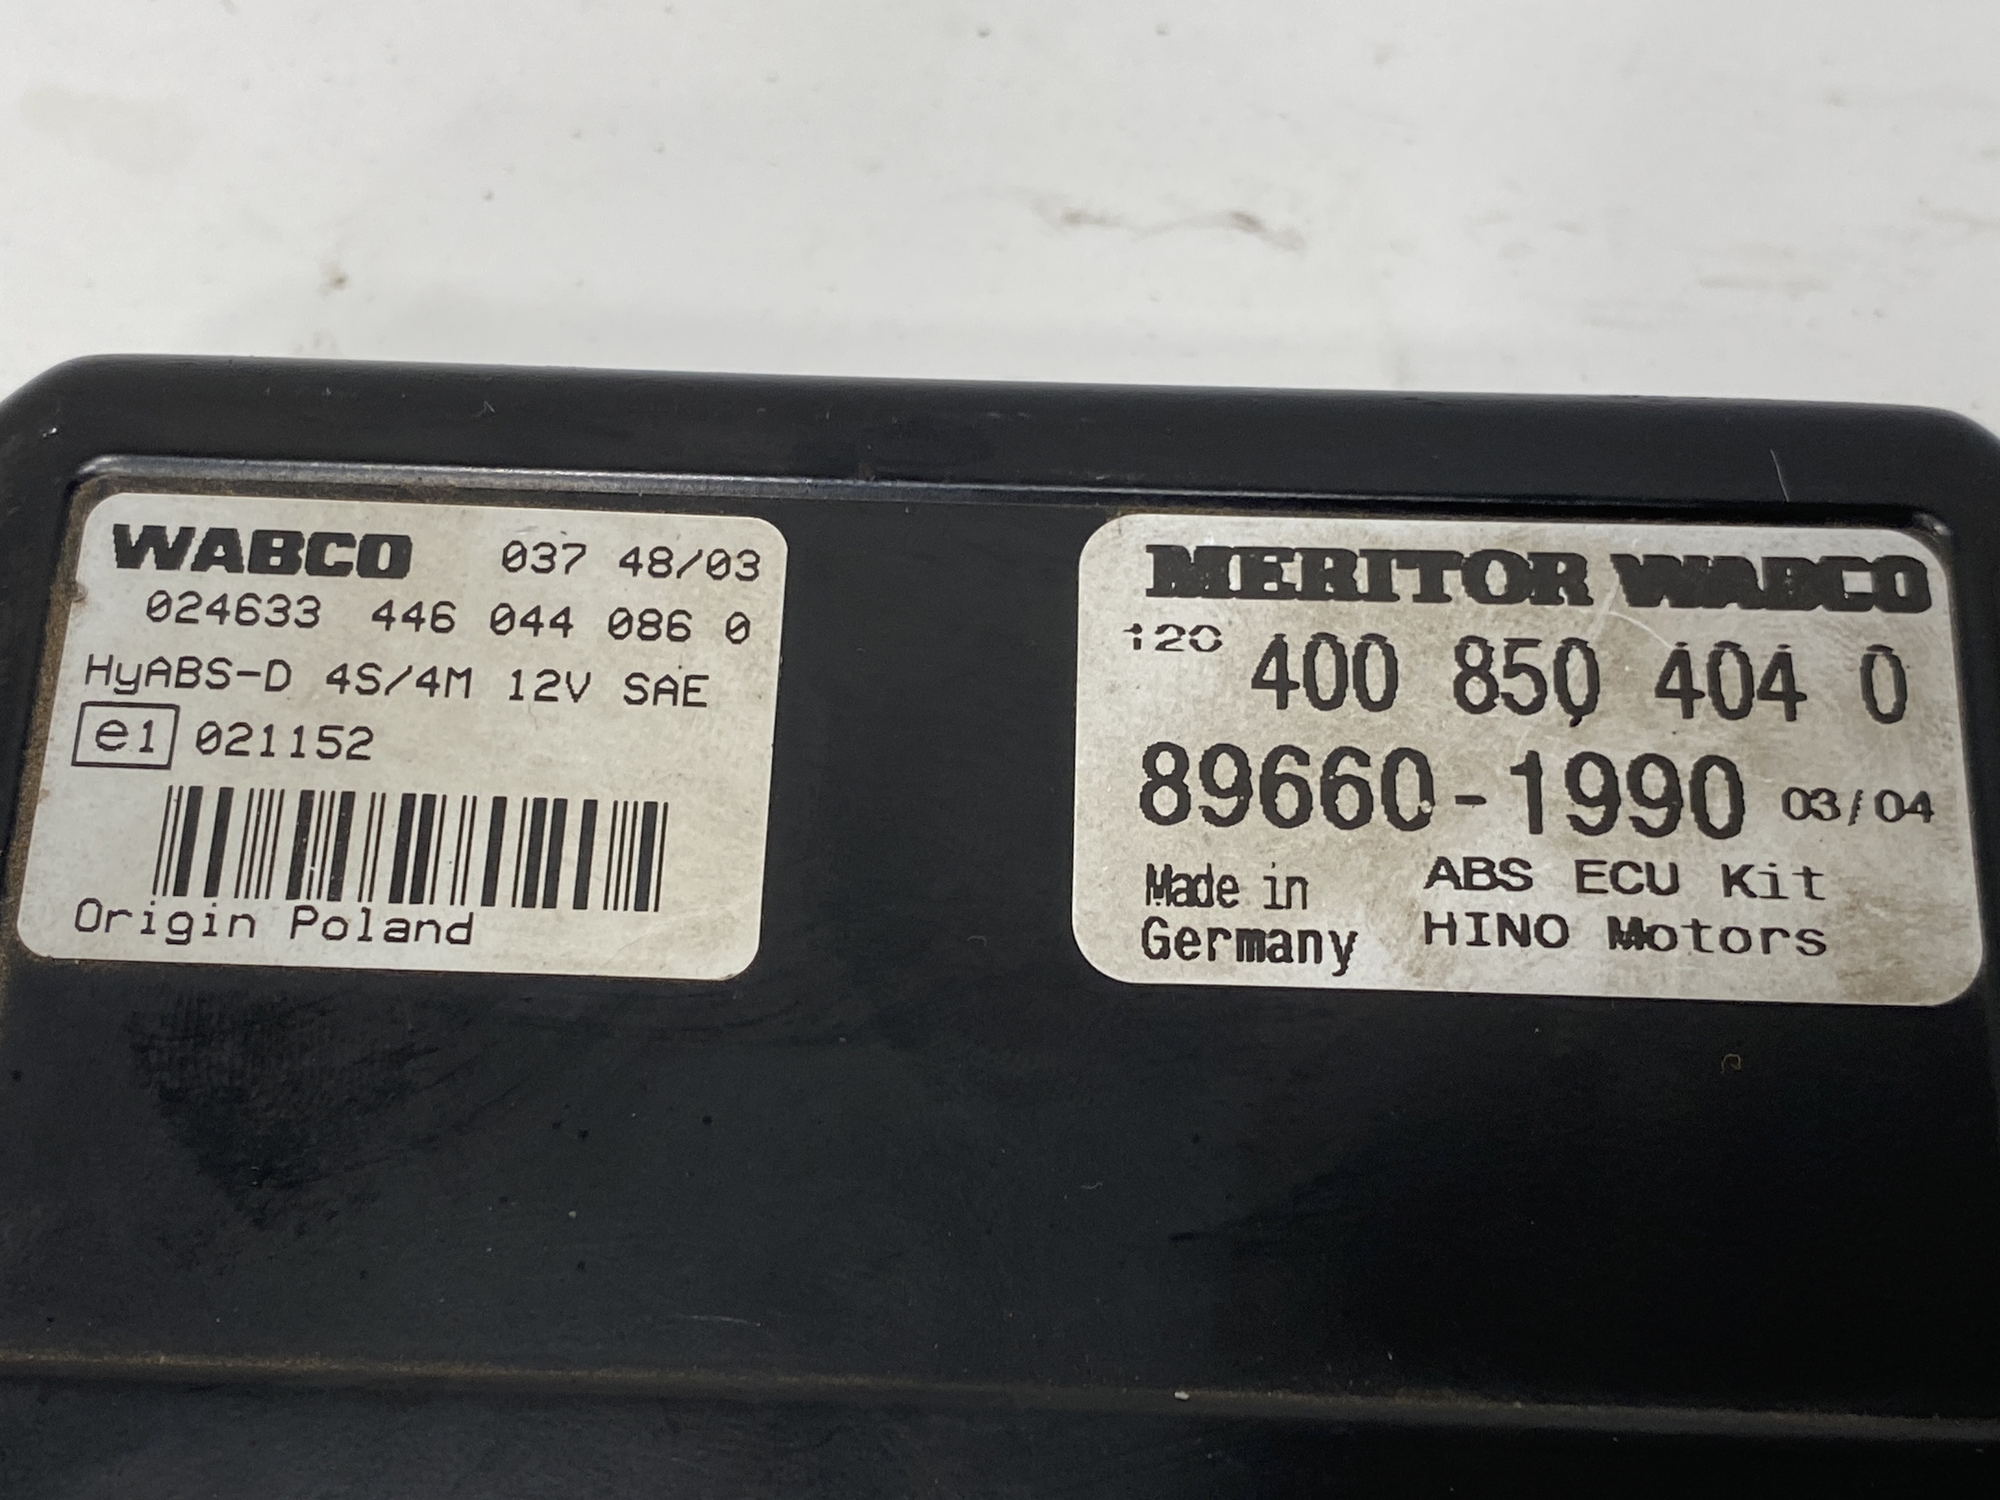 WABCO 037 48/03
024633 446 044 086 0
HyABS-D 4S/4M 12V SAE
e1 021152
Origin Poland
MERITOR WABCO
120 400 850 404 0
89660-1990 03/04
Made in Germany
ABS ECU Kit
HINO Motors